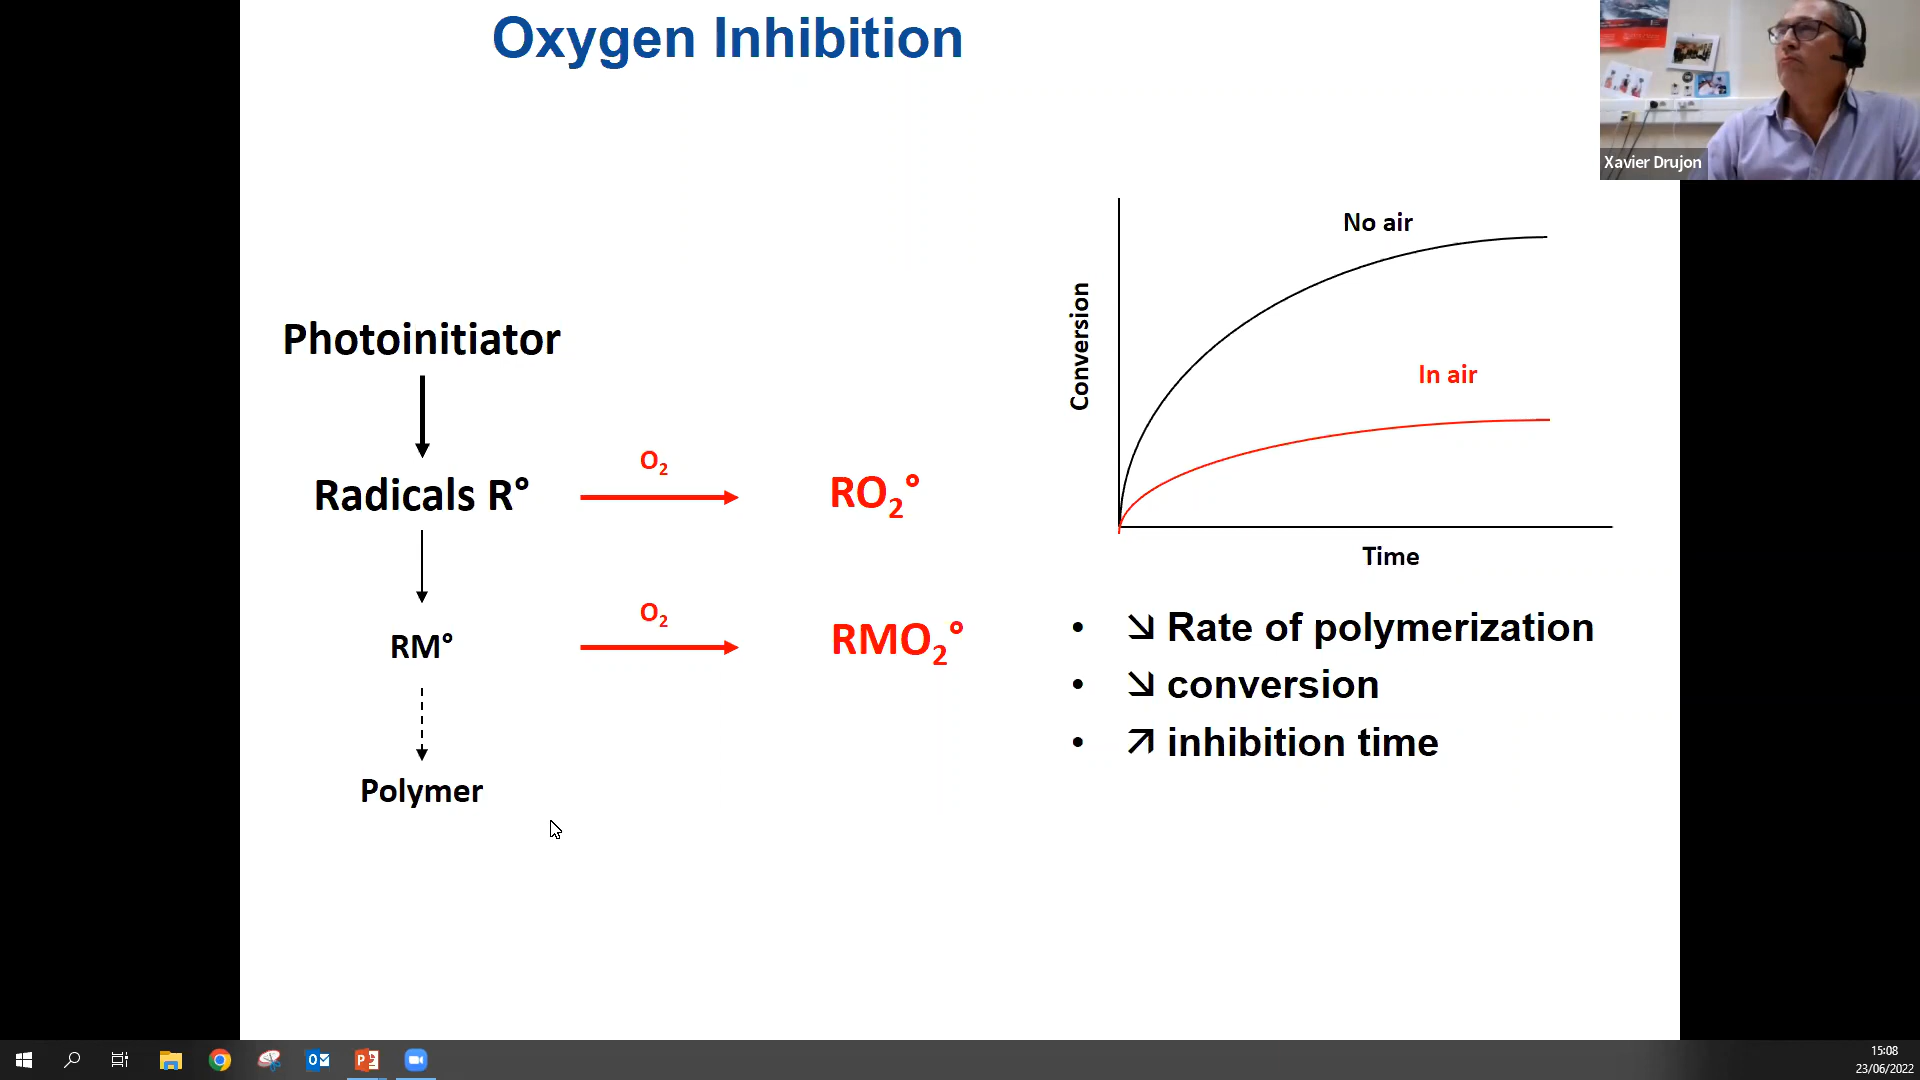 Oxygen Inhibition
Xavier Drujon
Photoinitiator
Radicals R°
O₂
RO₂°
RM°
O₂
RMO₂°
Polymer
No air
In air
Conversion
Time
• ↘ Rate of polymerization
• ↘ conversion
• ↗ inhibition time
15:08
23/06/2022